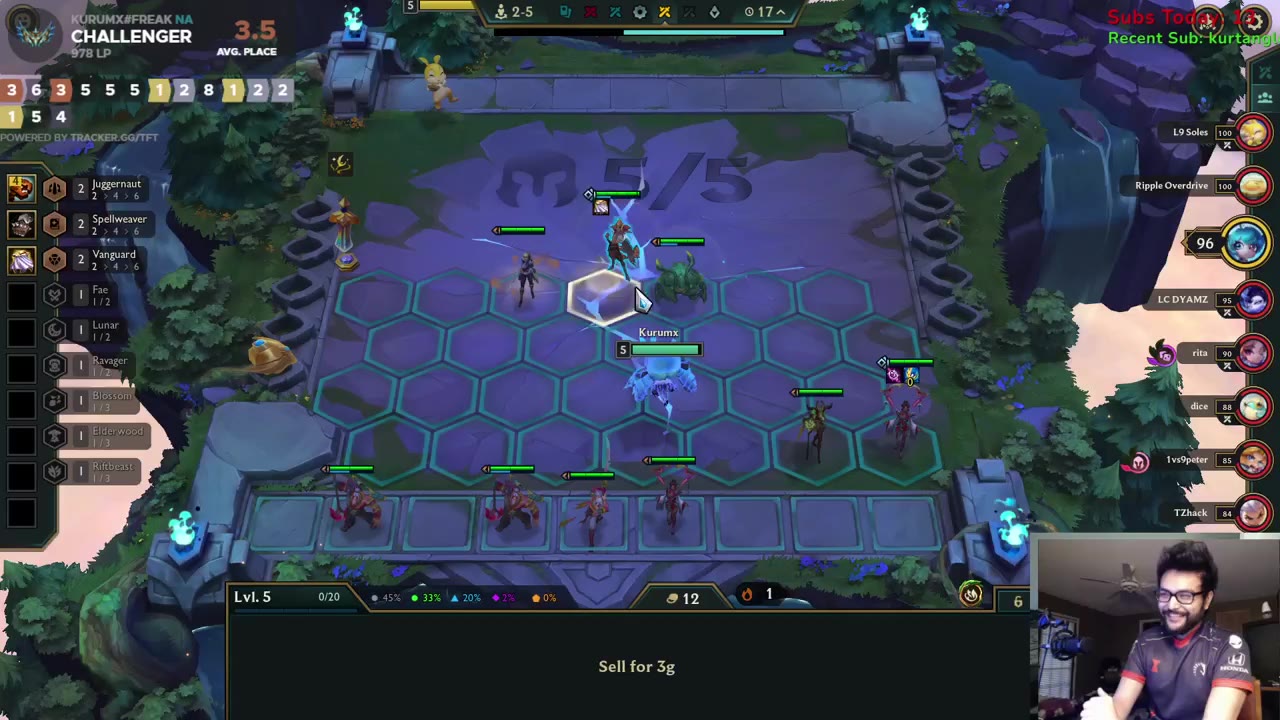 KURUMX#FREAK NA
CHALLENGER
978 LP
3.5
AVG. PLACE
3 6 3 5 5 5 1 2 8 1 2 2
1 5 4
POWERED BY TRACKER.GG/TFT
5
2-5
17
Subs Today: 1
Recent Sub: kurtangl
5/5
2 Juggernaut
2 > 4 > 6
2 Spellweaver
2 > 4 > 6
2 Vanguard
2 > 4 > 6
1 Fae
1 / 2
1 Lunar
1 / 2
1 Ravager
1 / 2
1 Blossom
1 / 3
1 Elderwood
1 / 3
1 Riftbeast
1 / 3
L9 Soles 100
Ripple Overdrive 100
96
LC DYAMZ 95
rita 90
dice 88
1vs9peter 85
TZhack 84
Kurumx
5
0
Lvl. 5 0/20
45% 33% 20% 2% 0%
12
1
6
Sell for 3g
HONDA